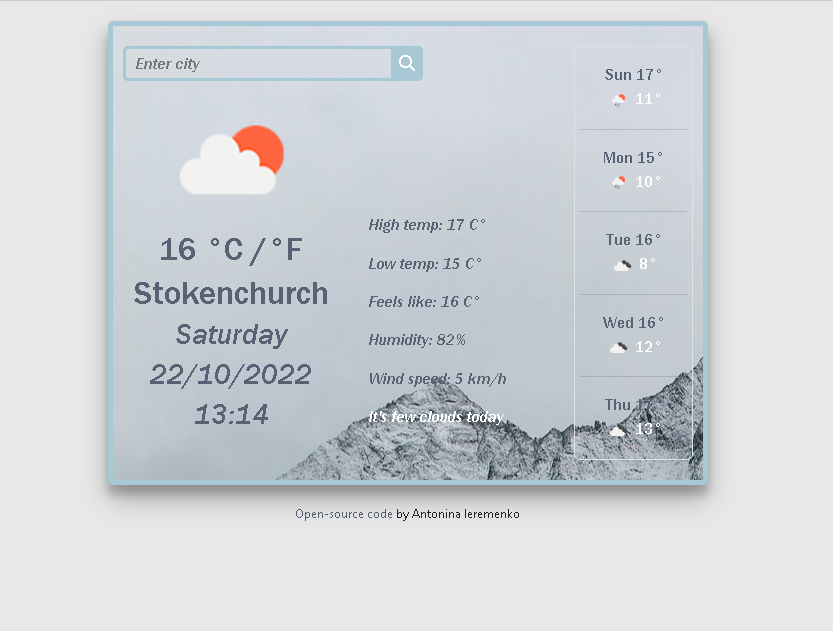 Enter city
16 °C / °F
Stokenchurch
Saturday
22/10/2022
13:14
High temp: 17 C°
Low temp: 15 C°
Feels like: 16 C°
Humidity: 82%
Wind speed: 5 km/h
It's few clouds today
Sun 17°
11°
Mon 15°
10°
Tue 16°
8°
Wed 16°
12°
Thu
13°
Open-source code by Antonina Ieremenko